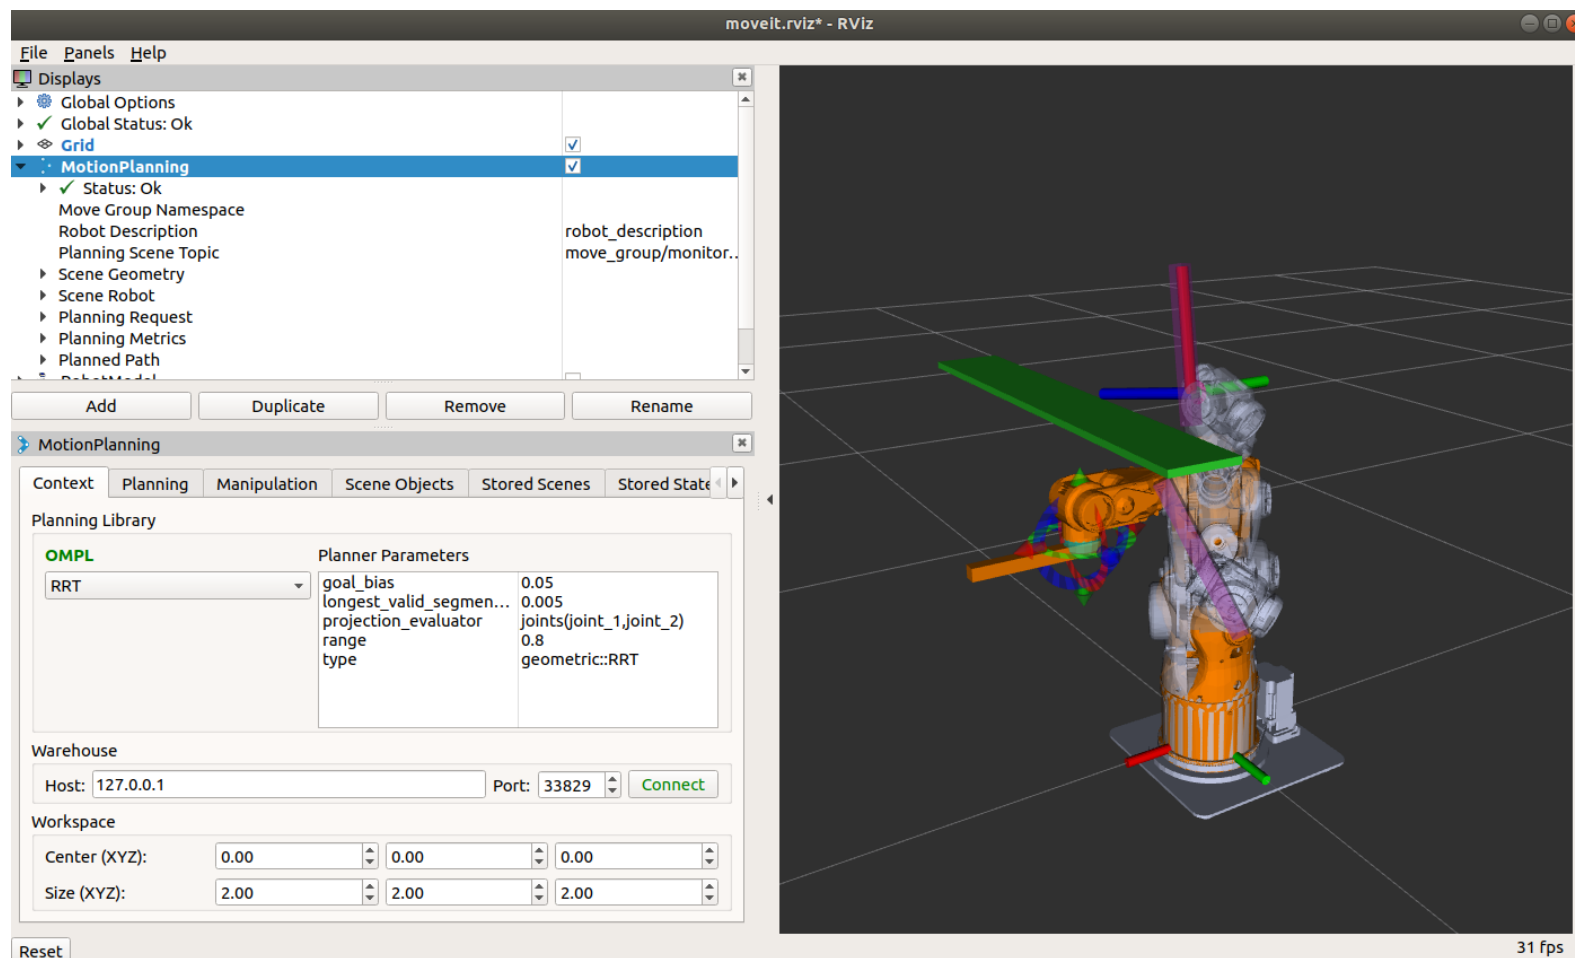 moveit.rviz* - RViz
File Panels Help
Displays
Global Options
Global Status: Ok
Grid
MotionPlanning
Status: Ok
Move Group Namespace
Robot Description robot_description
Planning Scene Topic move_group/monitor..
Scene Geometry
Scene Robot
Planning Request
Planning Metrics
Planned Path
RobotModel
Add Duplicate Remove Rename
MotionPlanning
Context Planning Manipulation Scene Objects Stored Scenes Stored State
Planning Library
OMPL Planner Parameters
RRT
goal_bias 0.05
longest_valid_segmen... 0.005
projection_evaluator joints(joint_1,joint_2)
range 0.8
type geometric::RRT
Warehouse
Host: 127.0.0.1 Port: 33829 Connect
Workspace
Center (XYZ): 0.00 0.00 0.00
Size (XYZ): 2.00 2.00 2.00
Reset 31 fps